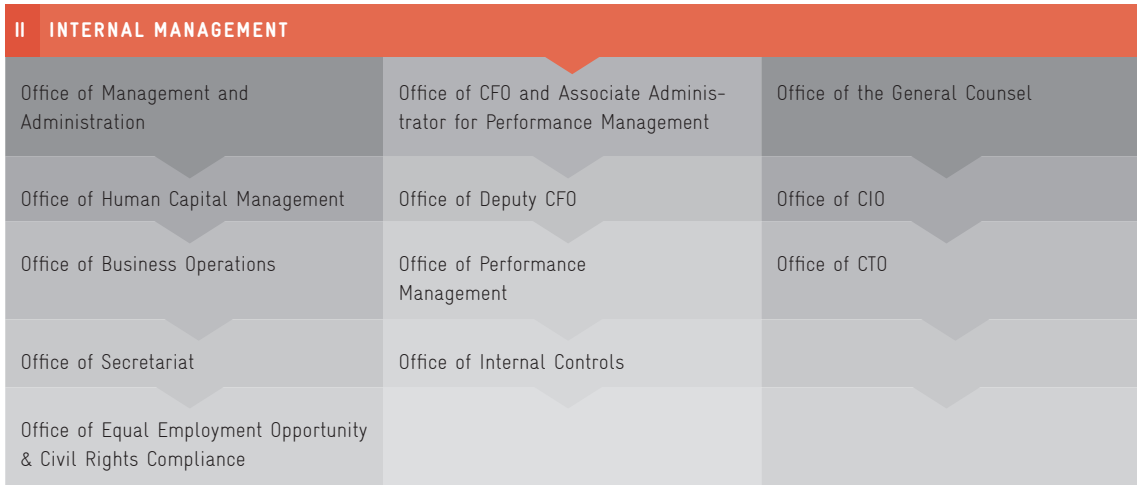 II INTERNAL MANAGEMENT
Office of Management and
Administration
Office of CFO and Associate Adminis-
trator for Performance Management
Office of the General Counsel
Office of Human Capital Management
Office of Deputy CFO
Office of CIO
Office of Business Operations
Office of Performance
Management
Office of CTO
Office of Secretariat
Office of Internal Controls
Office of Equal Employment Opportunity
& Civil Rights Compliance